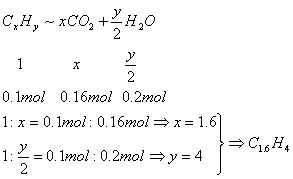 CxHy ~ xCO2 + y/2 H2O
1 x y/2
0.1mol 0.16mol 0.2mol
1: x = 0.1mol : 0.16mol ⇒ x = 1.6
1: y/2 = 0.1mol : 0.2mol ⇒ y = 4
⇒ C1.6H4